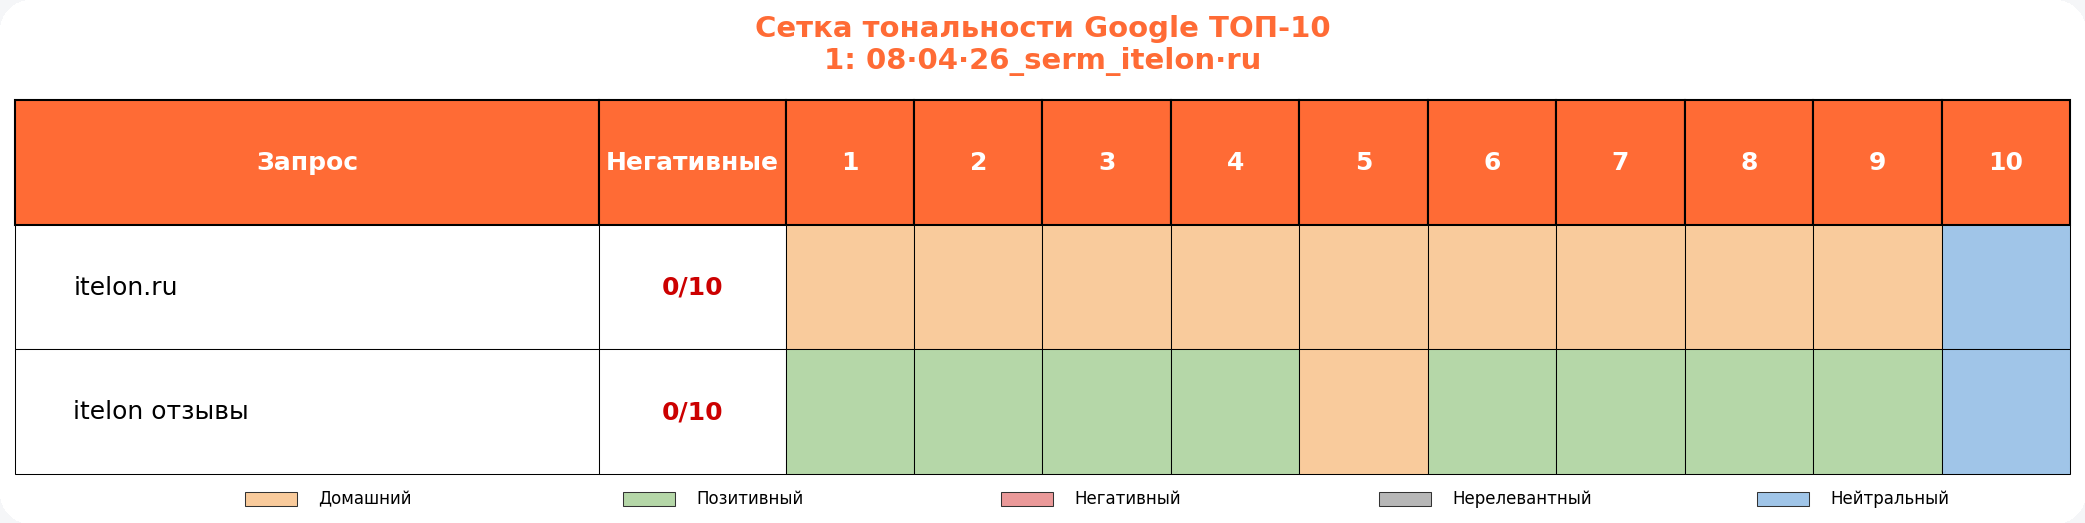 Сетка тональности Google ТОП-10
1: 08·04·26_serm_itelon·ru
Запрос Негативные 1 2 3 4 5 6 7 8 9 10
itelon.ru 0/10
itelon отзывы 0/10
Домашний Позитивный Негативный Нерелевантный Нейтральный